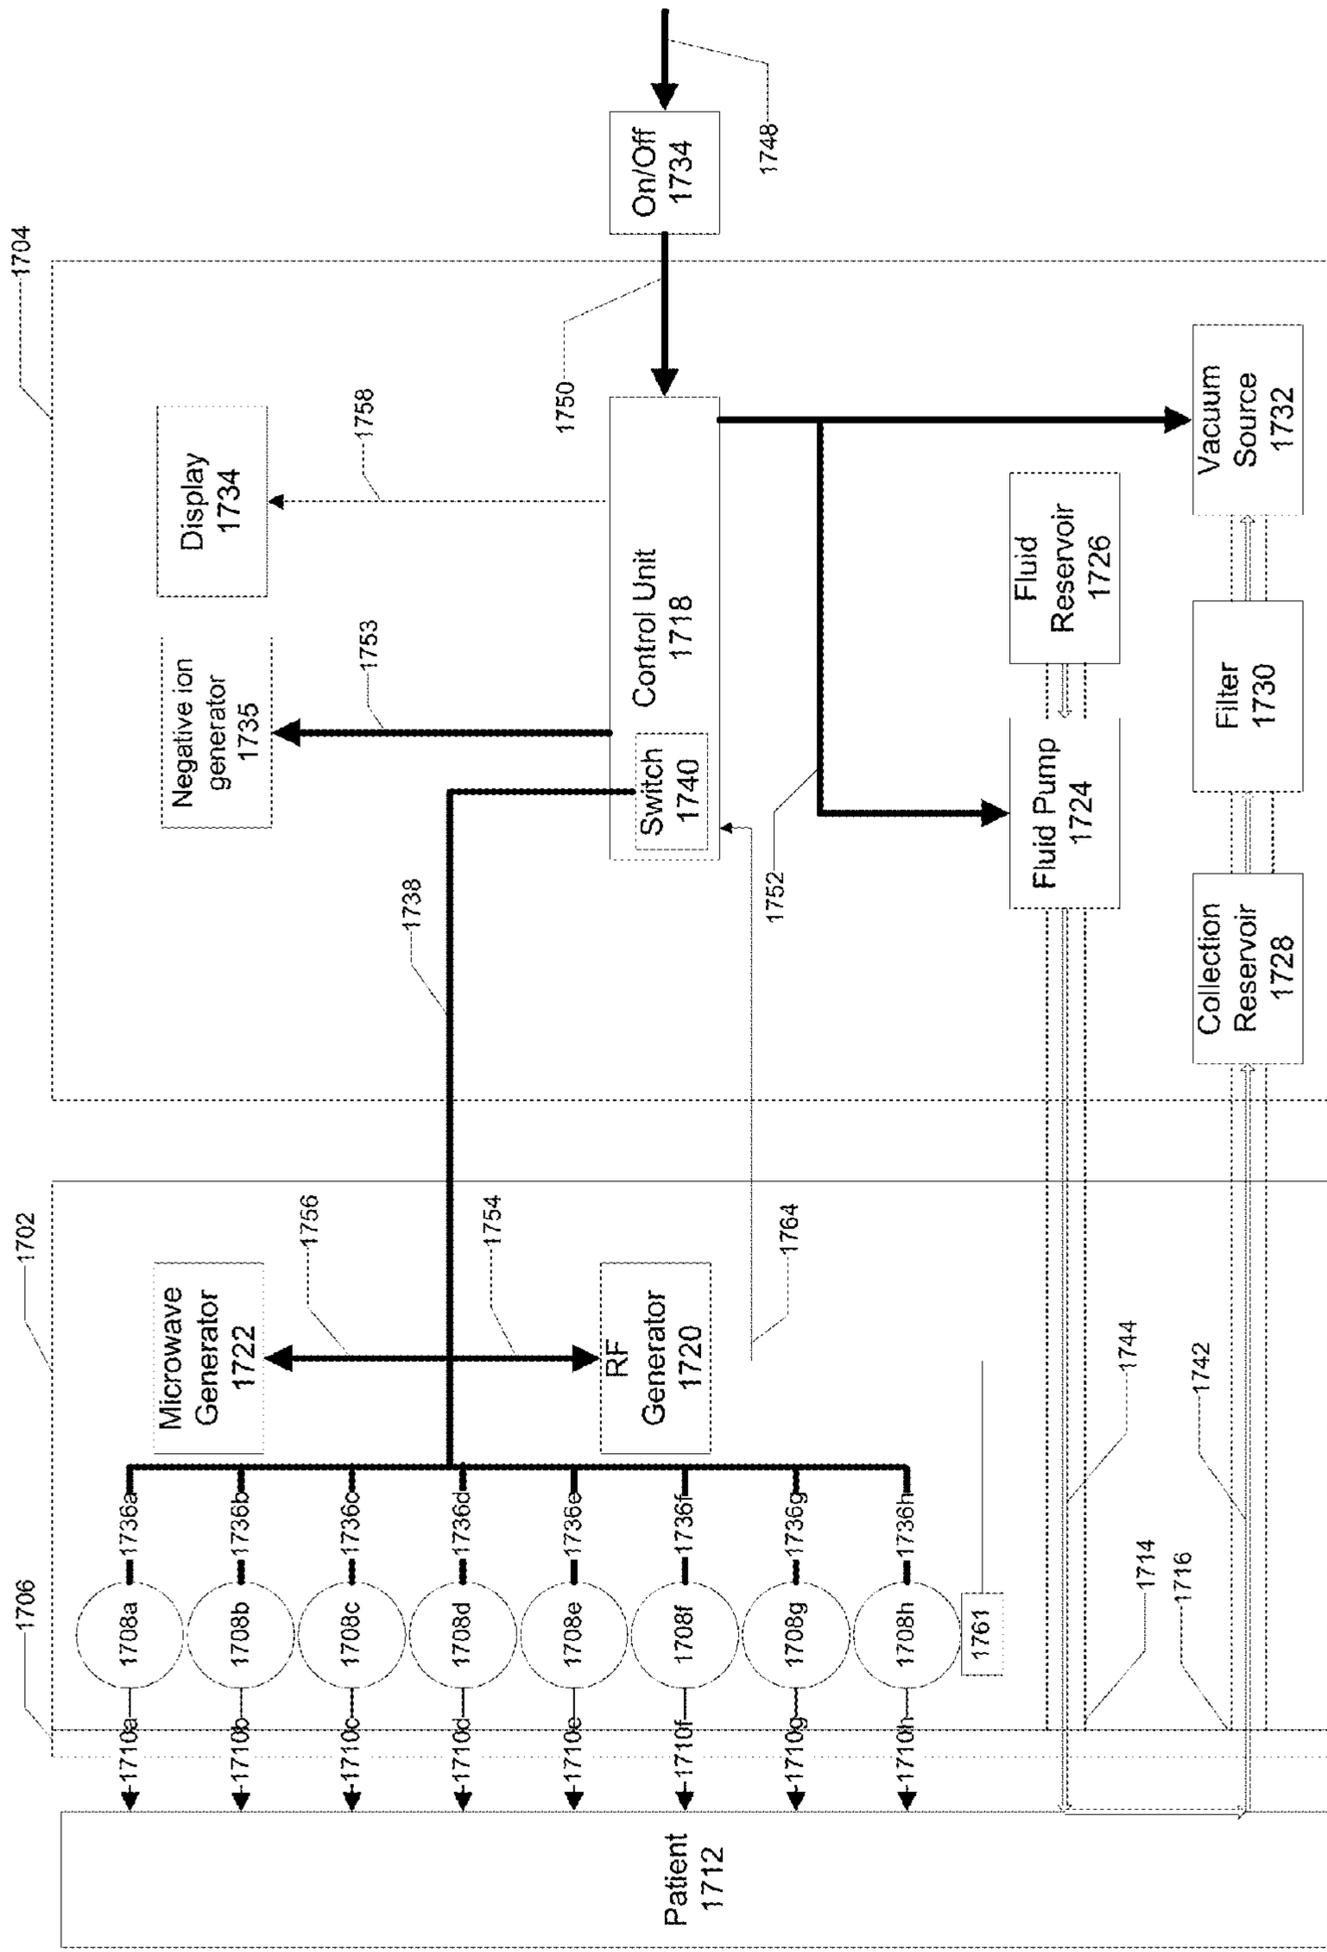 1706
1702
1704
Patient
1712
1710a
1710b
1710c
1710d
1710e
1710f
1710g
1710h
1708a
1708b
1708c
1708d
1708e
1708f
1708g
1708h
1761
1736a
1736b
1736c
1736d
1736e
1736f
1736g
1736h
Microwave
Generator
1722
1756
1754
RF
Generator
1720
1764
1714
1716
1744
1742
1738
Negative ion
generator
1735
1753
Display
1734
1758
Control Unit
1718
Switch
1740
1750
On/Off
1734
1748
1752
Fluid Pump
1724
Fluid
Reservoir
1726
Collection
Reservoir
1728
Filter
1730
Vacuum
Source
1732